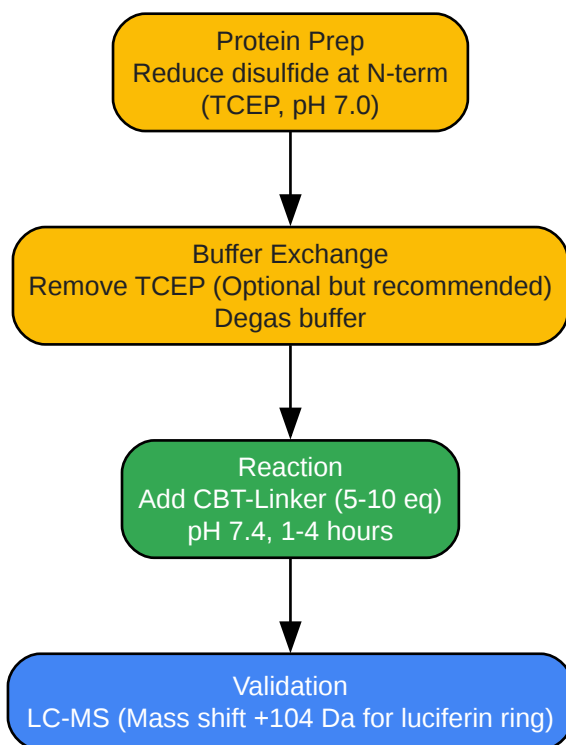 Protein Prep
Reduce disulfide at N-term
(TCEP, pH 7.0)
Buffer Exchange
Remove TCEP (Optional but recommended)
Degas buffer
Reaction
Add CBT-Linker (5-10 eq)
pH 7.4, 1-4 hours
Validation
LC-MS (Mass shift +104 Da for luciferin ring)